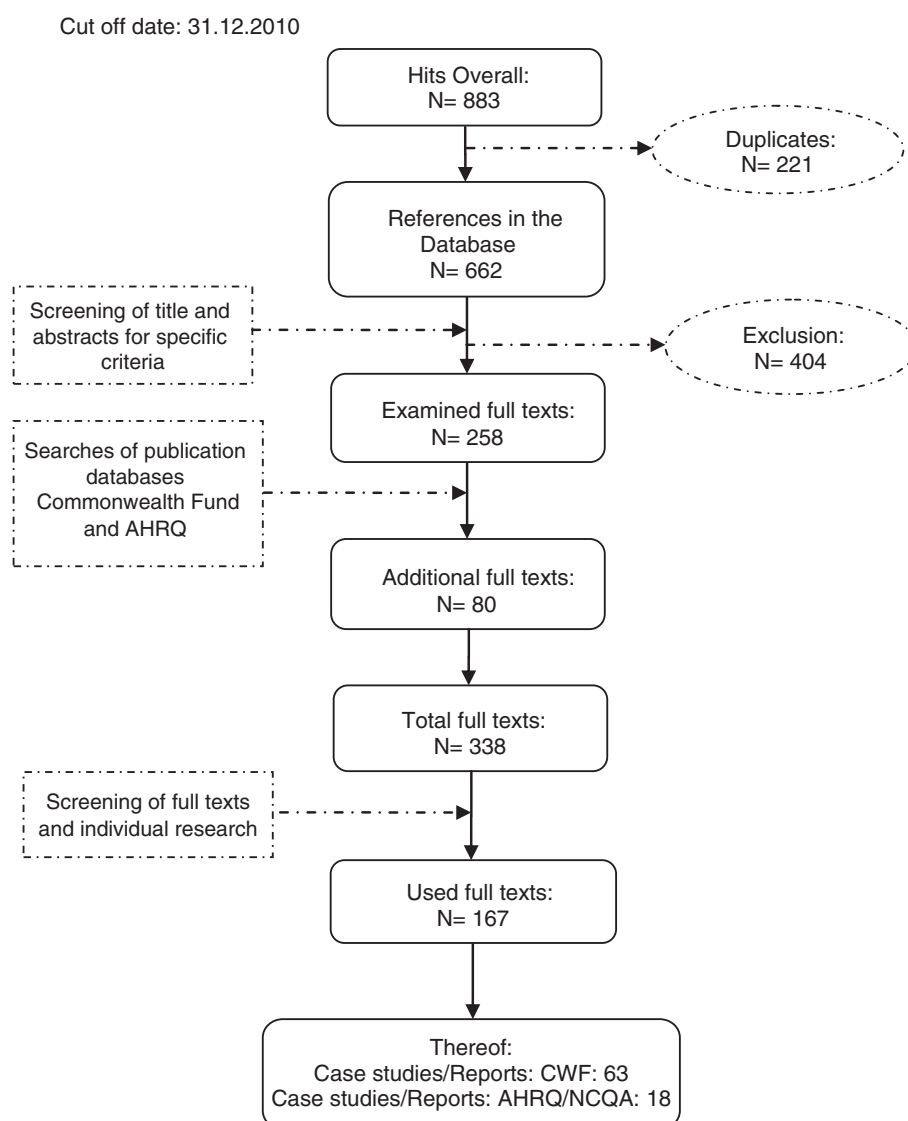 Cut off date: 31.12.2010
Hits Overall:
N= 883
Duplicates:
N= 221
References in the
Database
N= 662
Screening of title and
abstracts for specific
criteria
Exclusion:
N= 404
Examined full texts:
N= 258
Searches of publication
databases
Commonwealth Fund
and AHRQ
Additional full texts:
N= 80
Total full texts:
N= 338
Screening of full texts
and individual research
Used full texts:
N= 167
Thereof:
Case studies/Reports: CWF: 63
Case studies/Reports: AHRQ/NCQA: 18